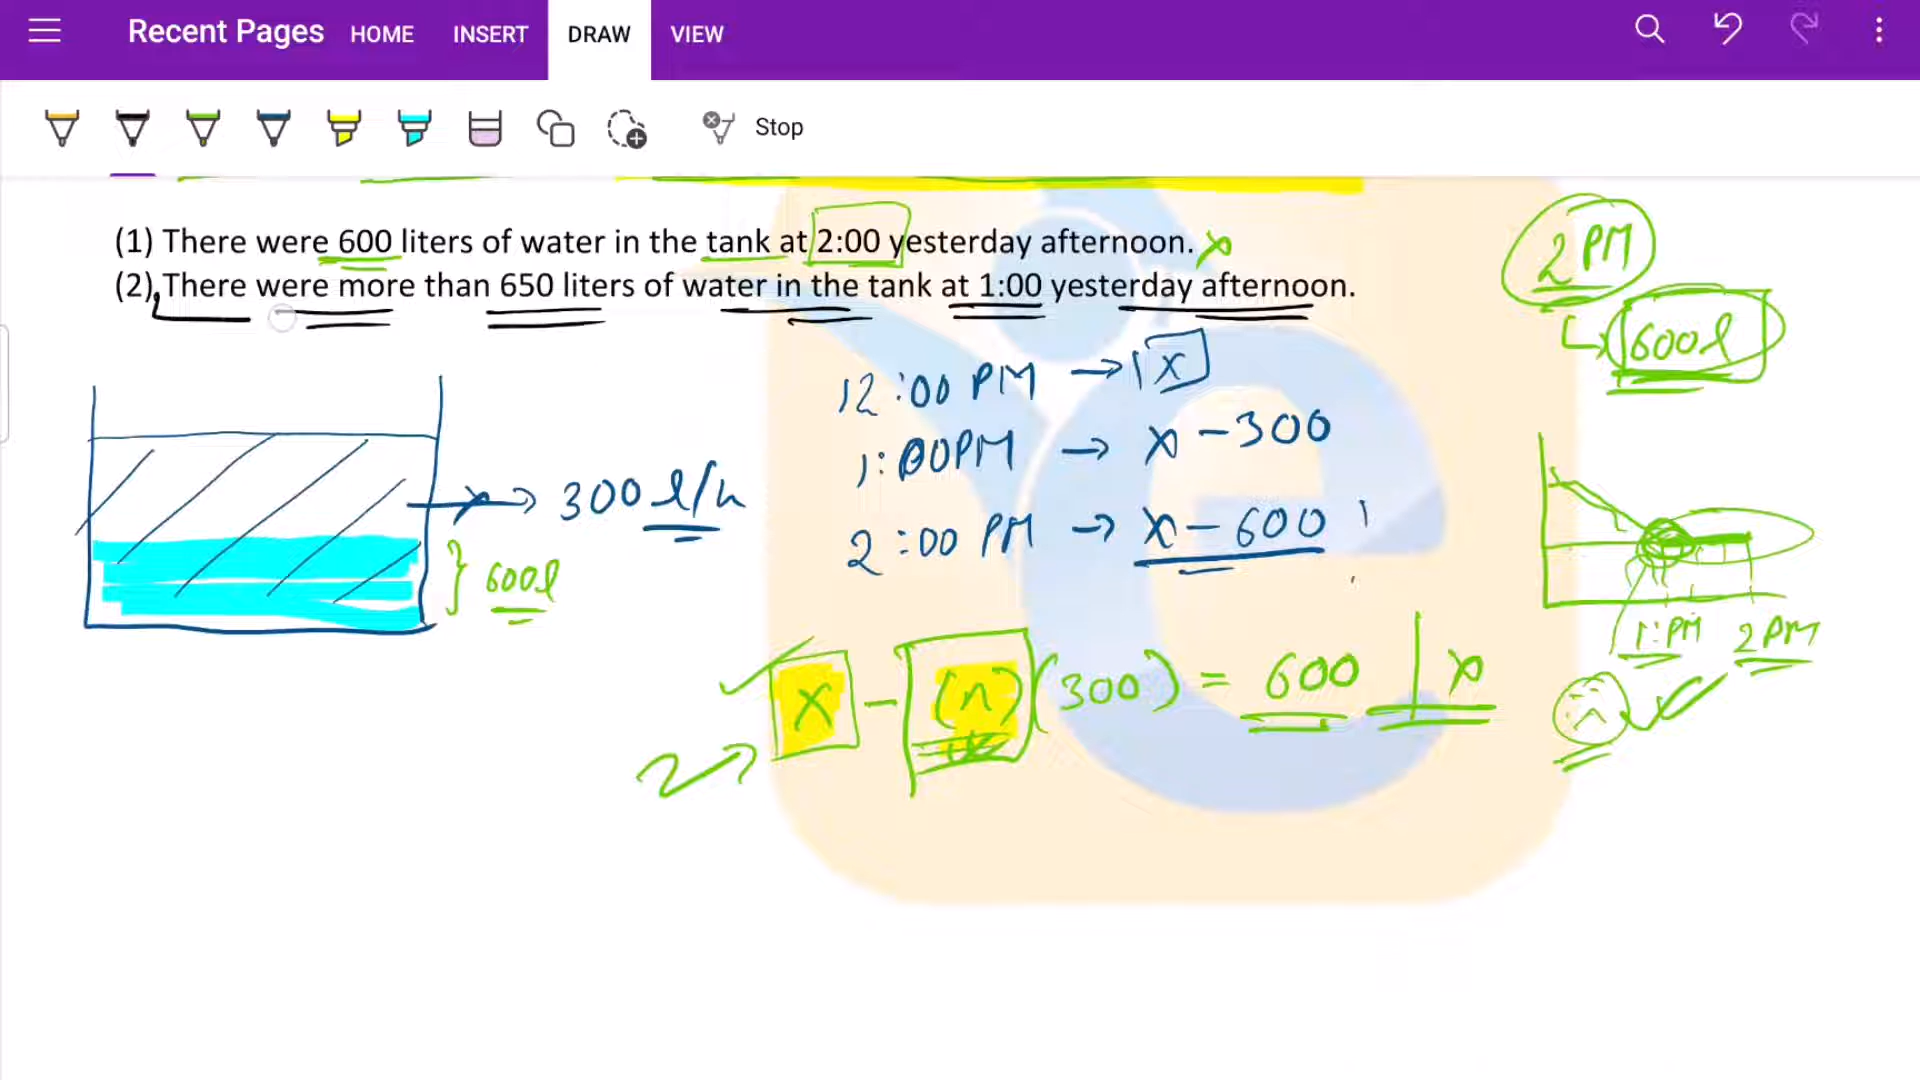 Recent Pages HOME INSERT DRAW VIEW
Stop
(1) There were 600 liters of water in the tank at 2:00 yesterday afternoon. x
(2) There were more than 650 liters of water in the tank at 1:00 yesterday afternoon.
2 PM
600l
12:00 PM → x
1:00PM → x - 300
2:00 PM → x - 600
300 l/h
600l
1:PM 2 PM
x - (n)(300) = 600 | x